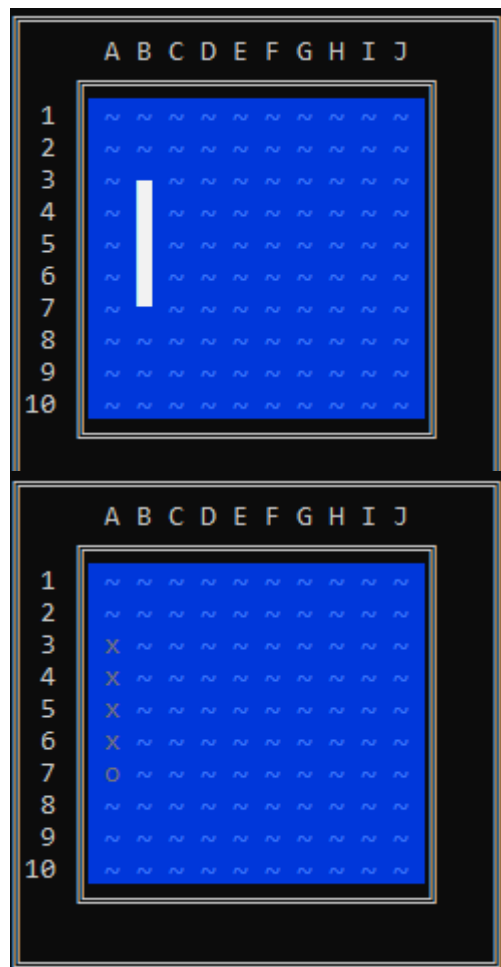 A B C D E F G H I J
1 ~ ~ ~ ~ ~ ~ ~ ~ ~ ~
2 ~ ~ ~ ~ ~ ~ ~ ~ ~ ~
3 ~ ~ ~ ~ ~ ~ ~ ~ ~
4 ~ ~ ~ ~ ~ ~ ~ ~ ~
5 ~ ~ ~ ~ ~ ~ ~ ~ ~
6 ~ ~ ~ ~ ~ ~ ~ ~ ~
7 ~ ~ ~ ~ ~ ~ ~ ~ ~
8 ~ ~ ~ ~ ~ ~ ~ ~ ~ ~
9 ~ ~ ~ ~ ~ ~ ~ ~ ~ ~
10 ~ ~ ~ ~ ~ ~ ~ ~ ~ ~
A B C D E F G H I J
1 ~ ~ ~ ~ ~ ~ ~ ~ ~ ~
2 ~ ~ ~ ~ ~ ~ ~ ~ ~ ~
3 x ~ ~ ~ ~ ~ ~ ~ ~ ~
4 x ~ ~ ~ ~ ~ ~ ~ ~ ~
5 x ~ ~ ~ ~ ~ ~ ~ ~ ~
6 x ~ ~ ~ ~ ~ ~ ~ ~ ~
7 o ~ ~ ~ ~ ~ ~ ~ ~ ~
8 ~ ~ ~ ~ ~ ~ ~ ~ ~ ~
9 ~ ~ ~ ~ ~ ~ ~ ~ ~ ~
10 ~ ~ ~ ~ ~ ~ ~ ~ ~ ~